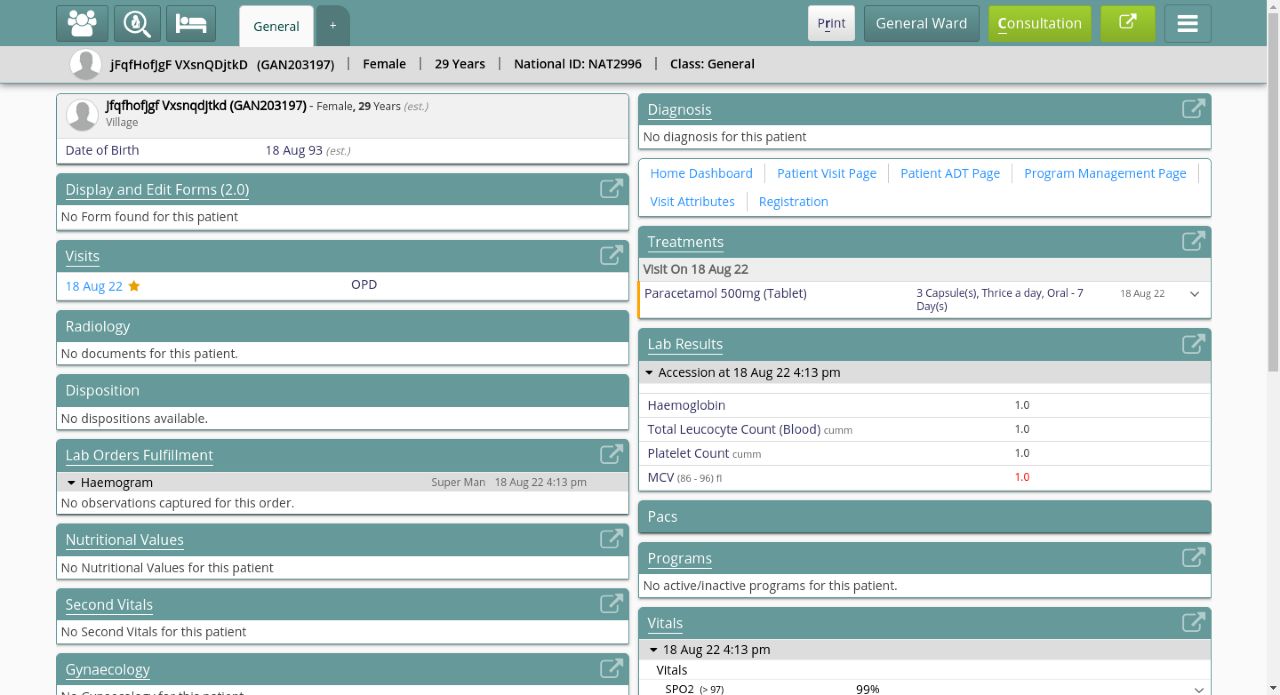 General
+
Print
General Ward
Consultation
jFqfHofJgF VXsnQDjtkD (GAN203197) | Female | 29 Years | National ID: NAT2996 | Class: General
Jfqfhofjgf Vxsnqdjtkd (GAN203197) - Female, 29 Years (est.)
Village
Date of Birth 18 Aug 93 (est.)
Display and Edit Forms (2.0)
No Form found for this patient
Visits
18 Aug 22 OPD
Radiology
No documents for this patient.
Disposition
No dispositions available.
Lab Orders Fulfillment
Haemogram Super Man 18 Aug 22 4:13 pm
No observations captured for this order.
Nutritional Values
No Nutritional Values for this patient
Second Vitals
No Second Vitals for this patient
Gynaecology
No Gynaecology for this patient
Diagnosis
No diagnosis for this patient
Home Dashboard | Patient Visit Page | Patient ADT Page | Program Management Page |
Visit Attributes | Registration
Treatments
Visit On 18 Aug 22
Paracetamol 500mg (Tablet) 3 Capsule(s), Thrice a day, Oral - 7 18 Aug 22
Day(s)
Lab Results
Accession at 18 Aug 22 4:13 pm
Haemoglobin 1.0
Total Leucocyte Count (Blood) cumm 1.0
Platelet Count cumm 1.0
MCV (86 - 96) fl 1.0
Pacs
Programs
No active/inactive programs for this patient.
Vitals
18 Aug 22 4:13 pm
Vitals
SPO2 (> 97) 99%